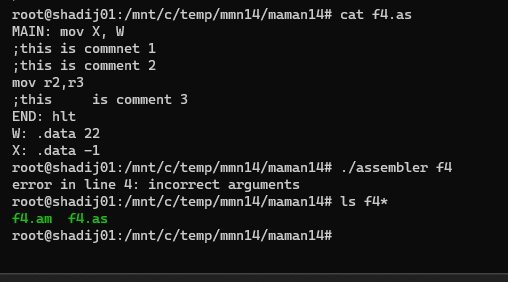 root@shadij01:/mnt/c/temp/mmn14/maman14# cat f4.as
MAIN: mov X, W
;this is commnet 1
;this is comment 2
mov r2,r3
;this     is comment 3
END: hlt
W: .data 22
X: .data -1
root@shadij01:/mnt/c/temp/mmn14/maman14# ./assembler f4
error in line 4: incorrect arguments
root@shadij01:/mnt/c/temp/mmn14/maman14# ls f4*
f4.am  f4.as
root@shadij01:/mnt/c/temp/mmn14/maman14#